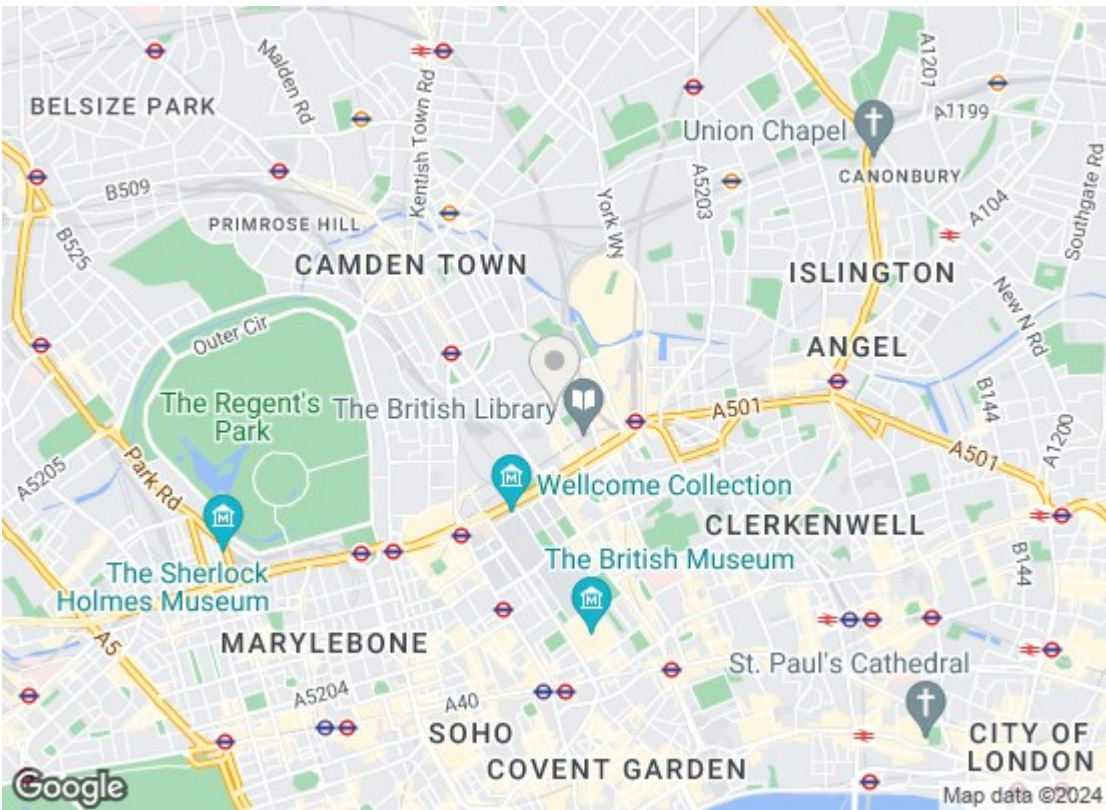 A1201
Malden Rd
BELSIZE PARK
Kentish Town Rd
Union Chapel
A1199
CANONBURY
B509
A5203
A104
Southgate Rd
York Wy
PRIMROSE HILL
B525
CAMDEN TOWN
ISLINGTON
New N Rd
Outer Cir
ANGEL
The Regent's
Park
The British Library
A501
B144
A1200
A501
A5205
Park Rd
Wellcome Collection
CLERKENWELL
The British Museum
B144
The Sherlock
Holmes Museum
A5
MARYLEBONE
St. Paul's Cathedral
A5204
A40
SOHO
CITY OF
LONDON
COVENT GARDEN
Google
Map data ©2024